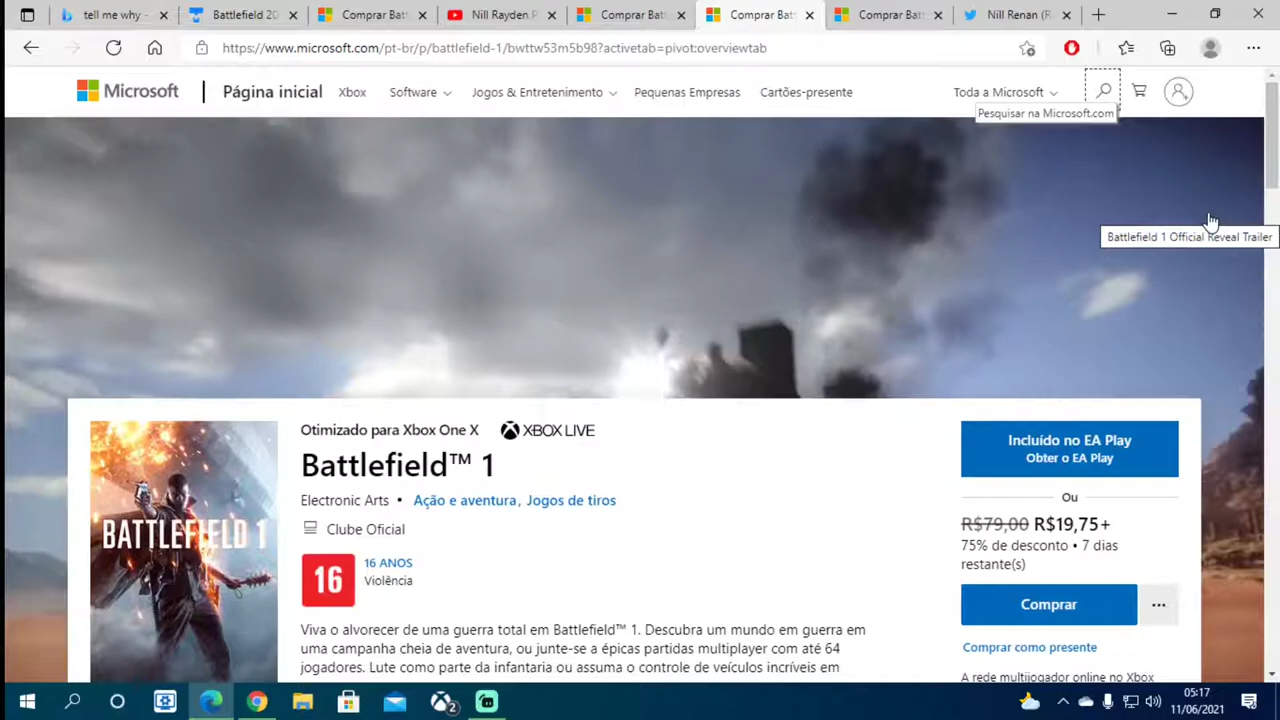 tell me why -
Battlefield 20
Comprar Batt
Nill Rayden.P
Comprar Batt
Comprar Batt
Comprar Batt
Nill Renan (R
https://www.microsoft.com/pt-br/p/battlefield-1/bwttw53m5b98?activetab=pivot:overviewtab
Microsoft
Página inicial
Xbox
Software
Jogos & Entretenimento
Pequenas Empresas
Cartões-presente
Toda a Microsoft
Pesquisar na Microsoft.com
Battlefield 1 Official Reveal Trailer
BATTLEFIELD 1
Otimizado para Xbox One X
XBOX LIVE
Battlefield™ 1
Electronic Arts • Ação e aventura, Jogos de tiros
Clube Oficial
16
16 ANOS
Violência
Viva o alvorecer de uma guerra total em Battlefield™ 1. Descubra um mundo em guerra em
uma campanha cheia de aventura, ou junte-se a épicas partidas multiplayer com até 64
jogadores. Lute como parte da infantaria ou assuma o controle de veículos incríveis em
Incluído no EA Play
Obter o EA Play
Ou
R$79,00 R$19,75+
75% de desconto • 7 dias
restante(s)
Comprar
Comprar como presente
A rede multijogador online no Xbox
2
05:17
11/06/2021